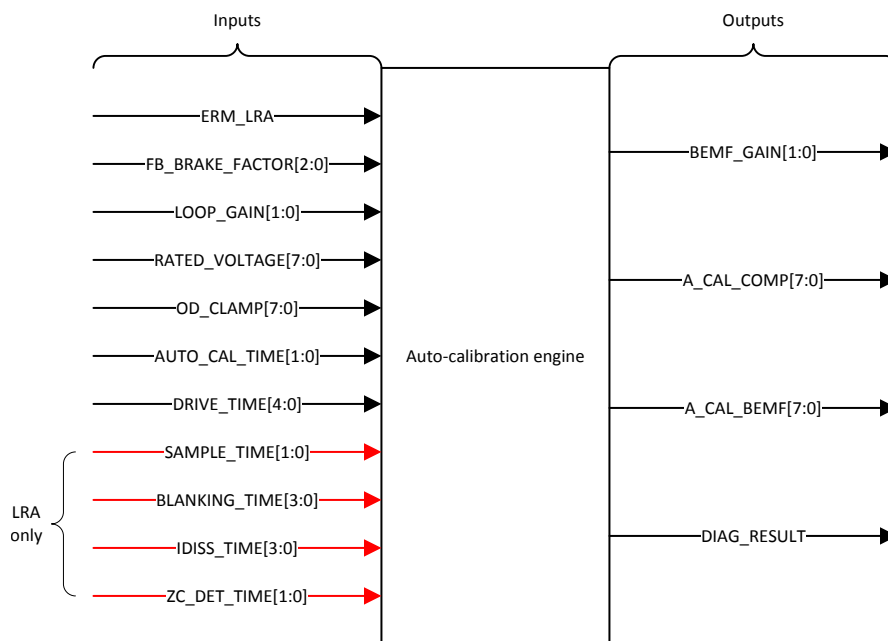 Inputs
Outputs
ERM_LRA
FB_BRAKE_FACTOR[2:0]
LOOP_GAIN[1:0]
RATED_VOLTAGE[7:0]
OD_CLAMP[7:0]
AUTO_CAL_TIME[1:0]
DRIVE_TIME[4:0]
SAMPLE_TIME[1:0]
BLANKING_TIME[3:0]
IDISS_TIME[3:0]
ZC_DET_TIME[1:0]
LRA
only
Auto-calibration engine
BEMF_GAIN[1:0]
A_CAL_COMP[7:0]
A_CAL_BEMF[7:0]
DIAG_RESULT